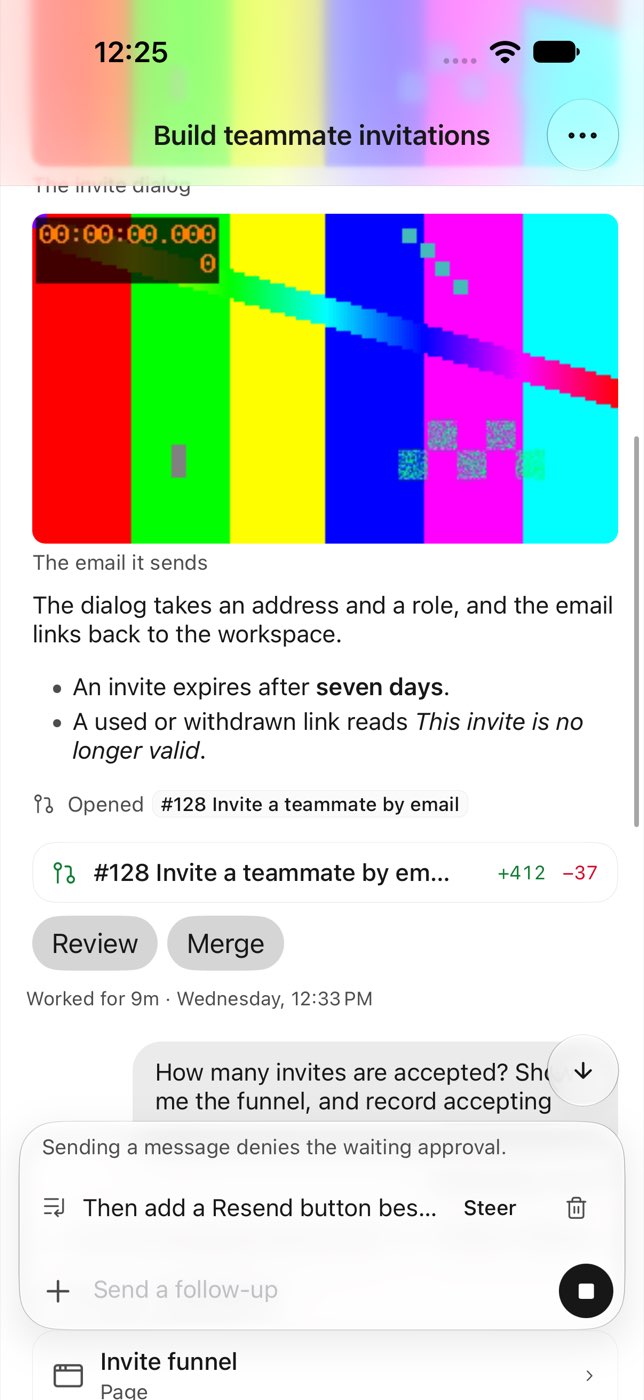 12:25
Build teammate invitations
The invite dialog
00:00:00.000
0
The email it sends
The dialog takes an address and a role, and the email
links back to the workspace.
An invite expires after seven days.
A used or withdrawn link reads This invite is no
longer valid.
Opened #128 Invite a teammate by email
#128 Invite a teammate by em... +412 −37
Review Merge
Worked for 9m · Wednesday, 12:33 PM
How many invites are accepted? Show
me the funnel, and record accepting
Sending a message denies the waiting approval.
Then add a Resend button bes... Steer
Send a follow-up
Invite funnel
Page